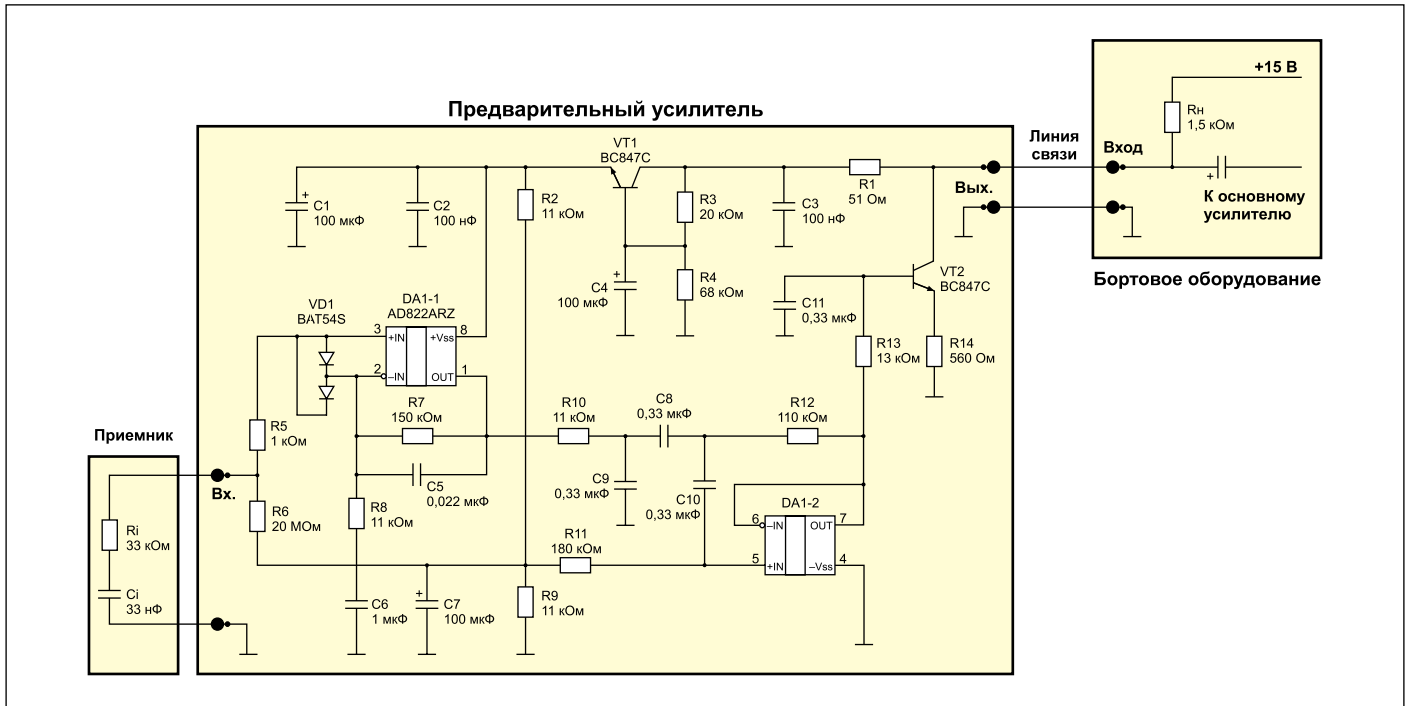 +15 В
Rн
1,5 кОм
Предварительный усилитель
Линия
связи
Вход
Вых.
К основному
усилителю
Бортовое оборудование
VT1
BC847C
C1
100 мкФ
+
C2
100 нФ
R2
11 кОм
R3
20 кОм
C3
100 нФ
R1
51 Ом
+
C4
100 мкФ
R4
68 кОм
VT2
BC847C
C11
0,33 мкФ
R13
13 кОм
R14
560 Ом
VD1
BAT54S
DA1-1
AD822ARZ
3
+IN
+Vss
8
2
–IN
OUT
1
R7
150 кОм
C5
0,022 мкФ
R10
11 кОм
C8
0,33 мкФ
R12
110 кОм
Приемник
R5
1 кОм
Вх.
R6
20 МОм
R8
11 кОм
C9
0,33 мкФ
C10
0,33 мкФ
DA1-2
6
–IN
OUT
7
5
+IN
–Vss
4
R11
180 кОм
Ri
33 кОм
Ci
33 нФ
C6
1 мкФ
+
C7
100 мкФ
R9
11 кОм
+